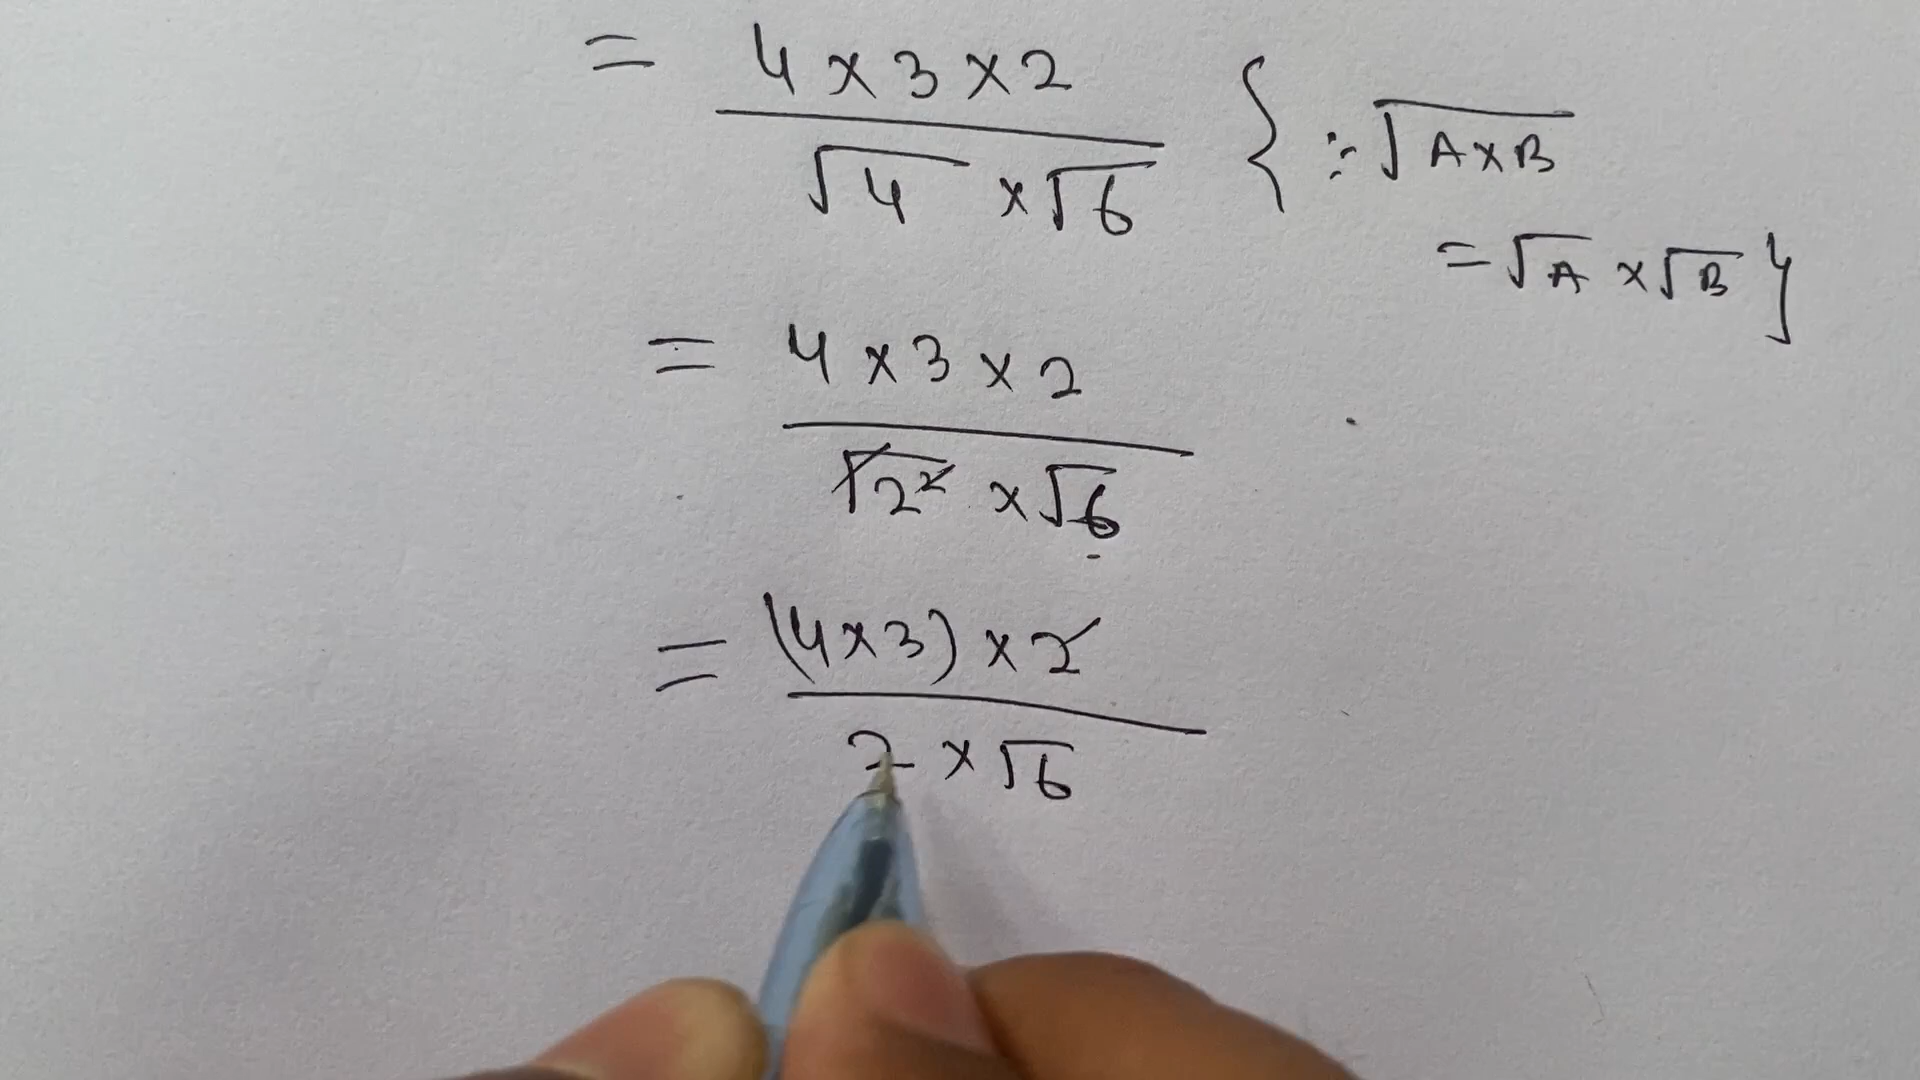 = 4 × 3 × 2 / √4 × √6 { ∵ √A×B
= √A × √B }
= 4 × 3 × 2 / √2² × √6
= (4 × 3) × 2 / 2 × √6